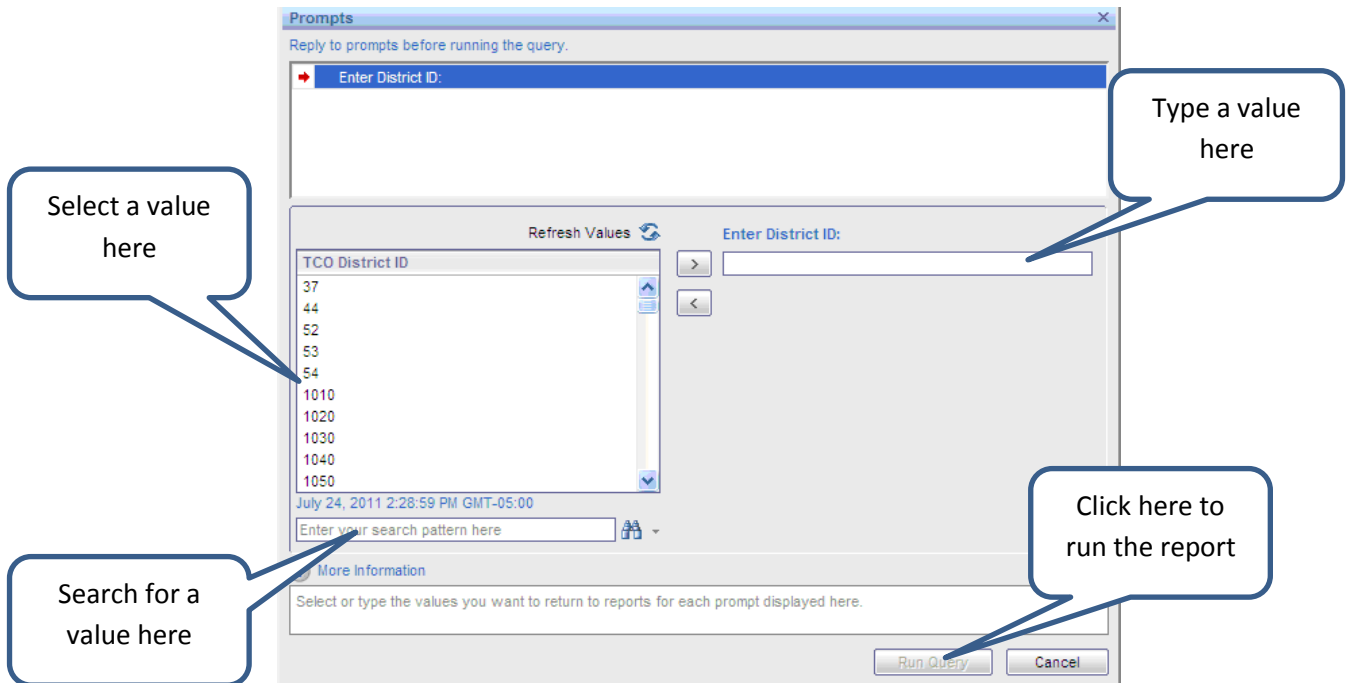 Prompts
Reply to prompts before running the query.
Enter District ID:
Type a value
here
Select a value
here
Refresh Values
Enter District ID:
TCO District ID
>
<
37
44
52
53
54
1010
1020
1030
1040
1050
July 24, 2011 2:28:59 PM GMT-05:00
Enter your search pattern here
Click here to
run the report
Search for a
value here
More Information
Select or type the values you want to return to reports for each prompt displayed here.
Run Query
Cancel